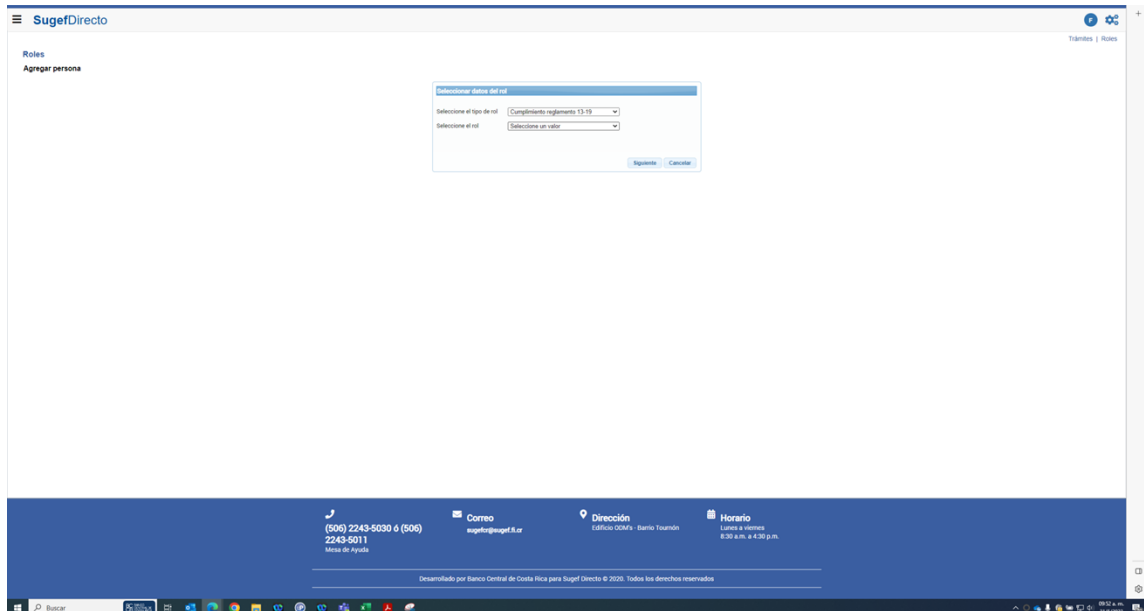 SugefDirecto
F
Trámites | Roles
Roles
Agregar persona
Seleccionar datos del rol
Seleccione el tipo de rol
Cumplimiento reglamento 13-19
Seleccione el rol
Seleccione un valor
Siguiente
Cancelar
(506) 2243-5030 ó (506)
2243-5011
Mesa de Ayuda
Correo
sugefcr@sugef.fi.cr
Dirección
Edificio ODM's - Barrio Tournón
Horario
Lunes a viernes
8:30 a.m. a 4:30 p.m.
Desarrollado por Banco Central de Costa Rica para Sugef Directo © 2020. Todos los derechos reservados
Buscar
09:52 a. m.